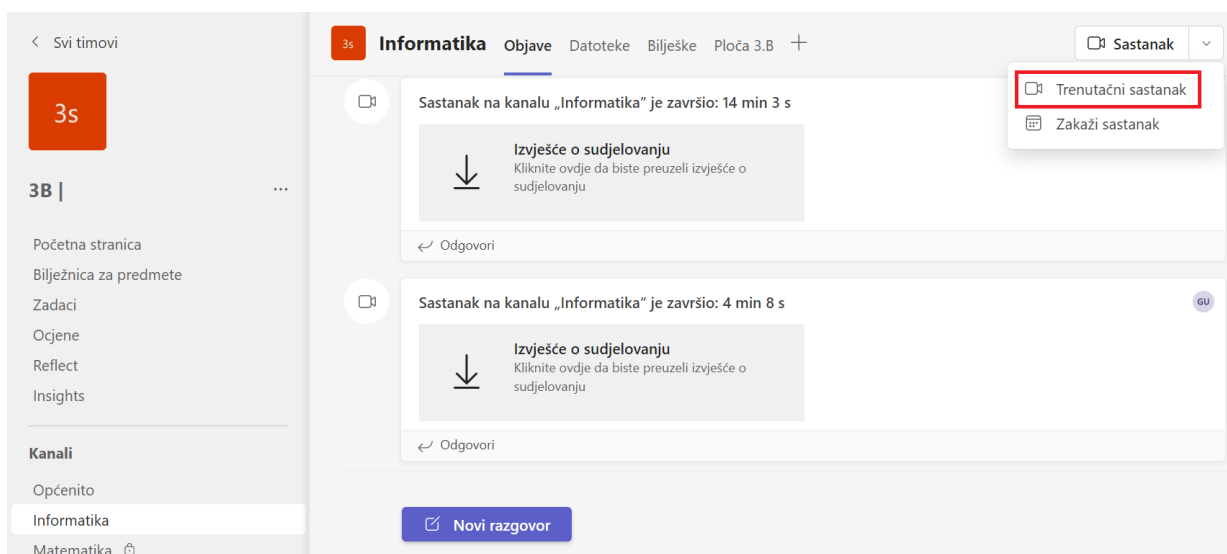 Svi timovi
3s
3B |
...
Početna stranica
Bilježnica za predmete
Zadaci
Ocjene
Reflect
Insights
Kanali
Općenito
Informatika
Matematika
3s Informatika Objave Datoteke Bilješke Ploča 3.B +
Sastanak
Trenutačni sastanak
Zakaži sastanak
Sastanak na kanalu „Informatika” je završio: 14 min 3 s
Izvješće o sudjelovanju
Kliknite ovdje da biste preuzeli izvješće o
sudjelovanju
Odgovori
Sastanak na kanalu „Informatika” je završio: 4 min 8 s
GU
Izvješće o sudjelovanju
Kliknite ovdje da biste preuzeli izvješće o
sudjelovanju
Odgovori
Novi razgovor